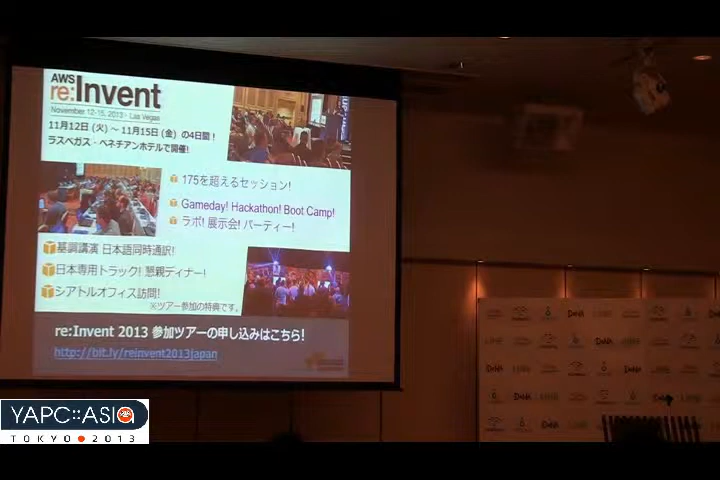 AWS
re:Invent
November 12-15, 2013 · Las Vegas
11月12日 (火) ～ 11月15日 (金) の4日間!
ラスベガス・ベネチアンホテルで開催!
175を超えるセッション!
Gameday! Hackathon! Boot Camp!
ラボ! 展示会! パーティー!
基調講演 日本語同時通訳!
日本専用トラック! 懇親ディナー!
シアトルオフィス訪問!
※ツアー参加の特典です。
re:Invent 2013 参加ツアーの申し込みはこちら!
http://bit.ly/reinvent2013japan
YAPC::ASIA
TOKYO 2013
DeNA
LINE